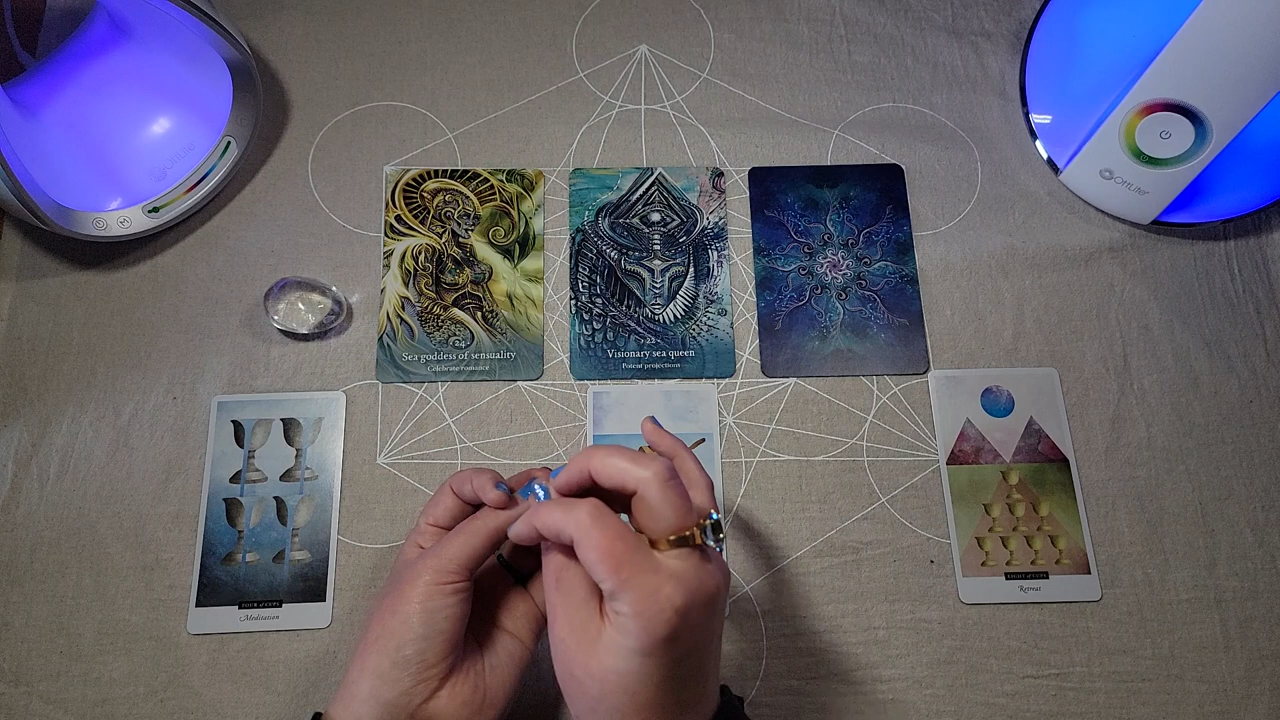 OttLite
M
OttLite
24
Sea goddess of sensuality
Celebrate romance
22
Visionary sea queen
Potent projections
FOUR of CUPS
Meditation
EIGHT of CUPS
Retreat